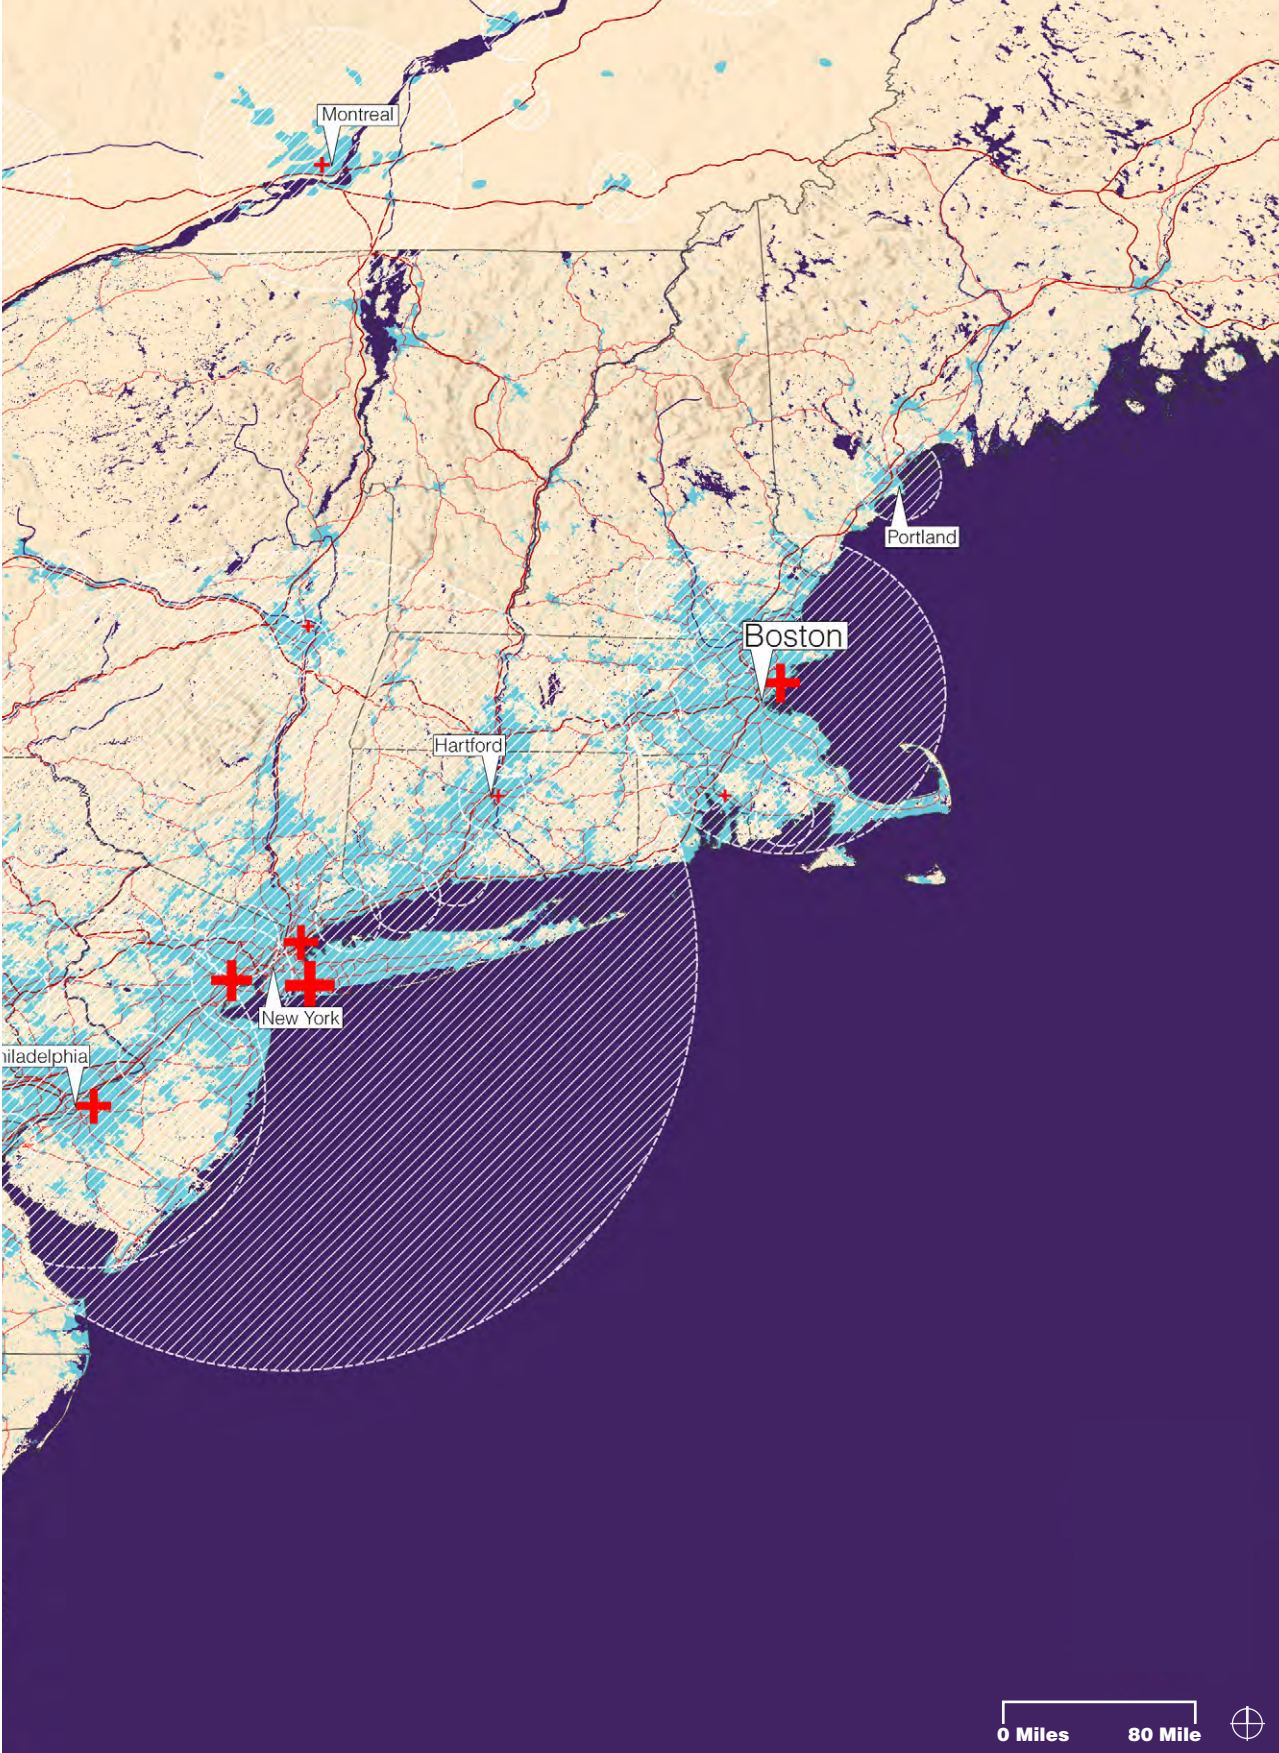 Montreal
Portland
Boston
Hartford
New York
hiladelphia
0 Miles
80 Mile